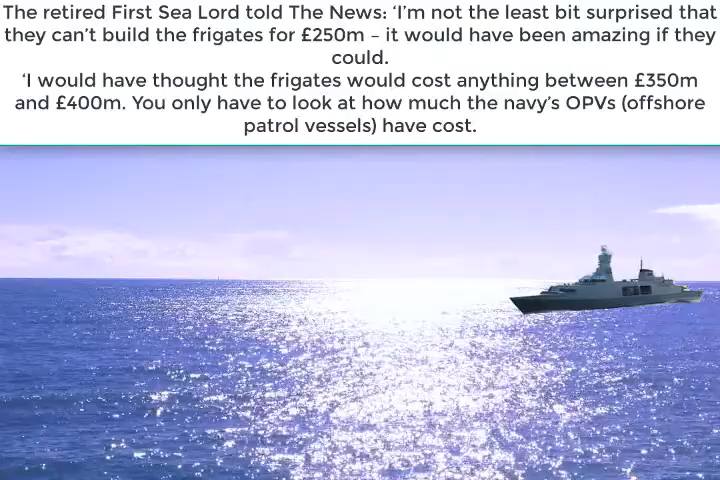 The retired First Sea Lord told The News: ‘I’m not the least bit surprised that
they can’t build the frigates for £250m – it would have been amazing if they
could.
‘I would have thought the frigates would cost anything between £350m
and £400m. You only have to look at how much the navy’s OPVs (offshore
patrol vessels) have cost.